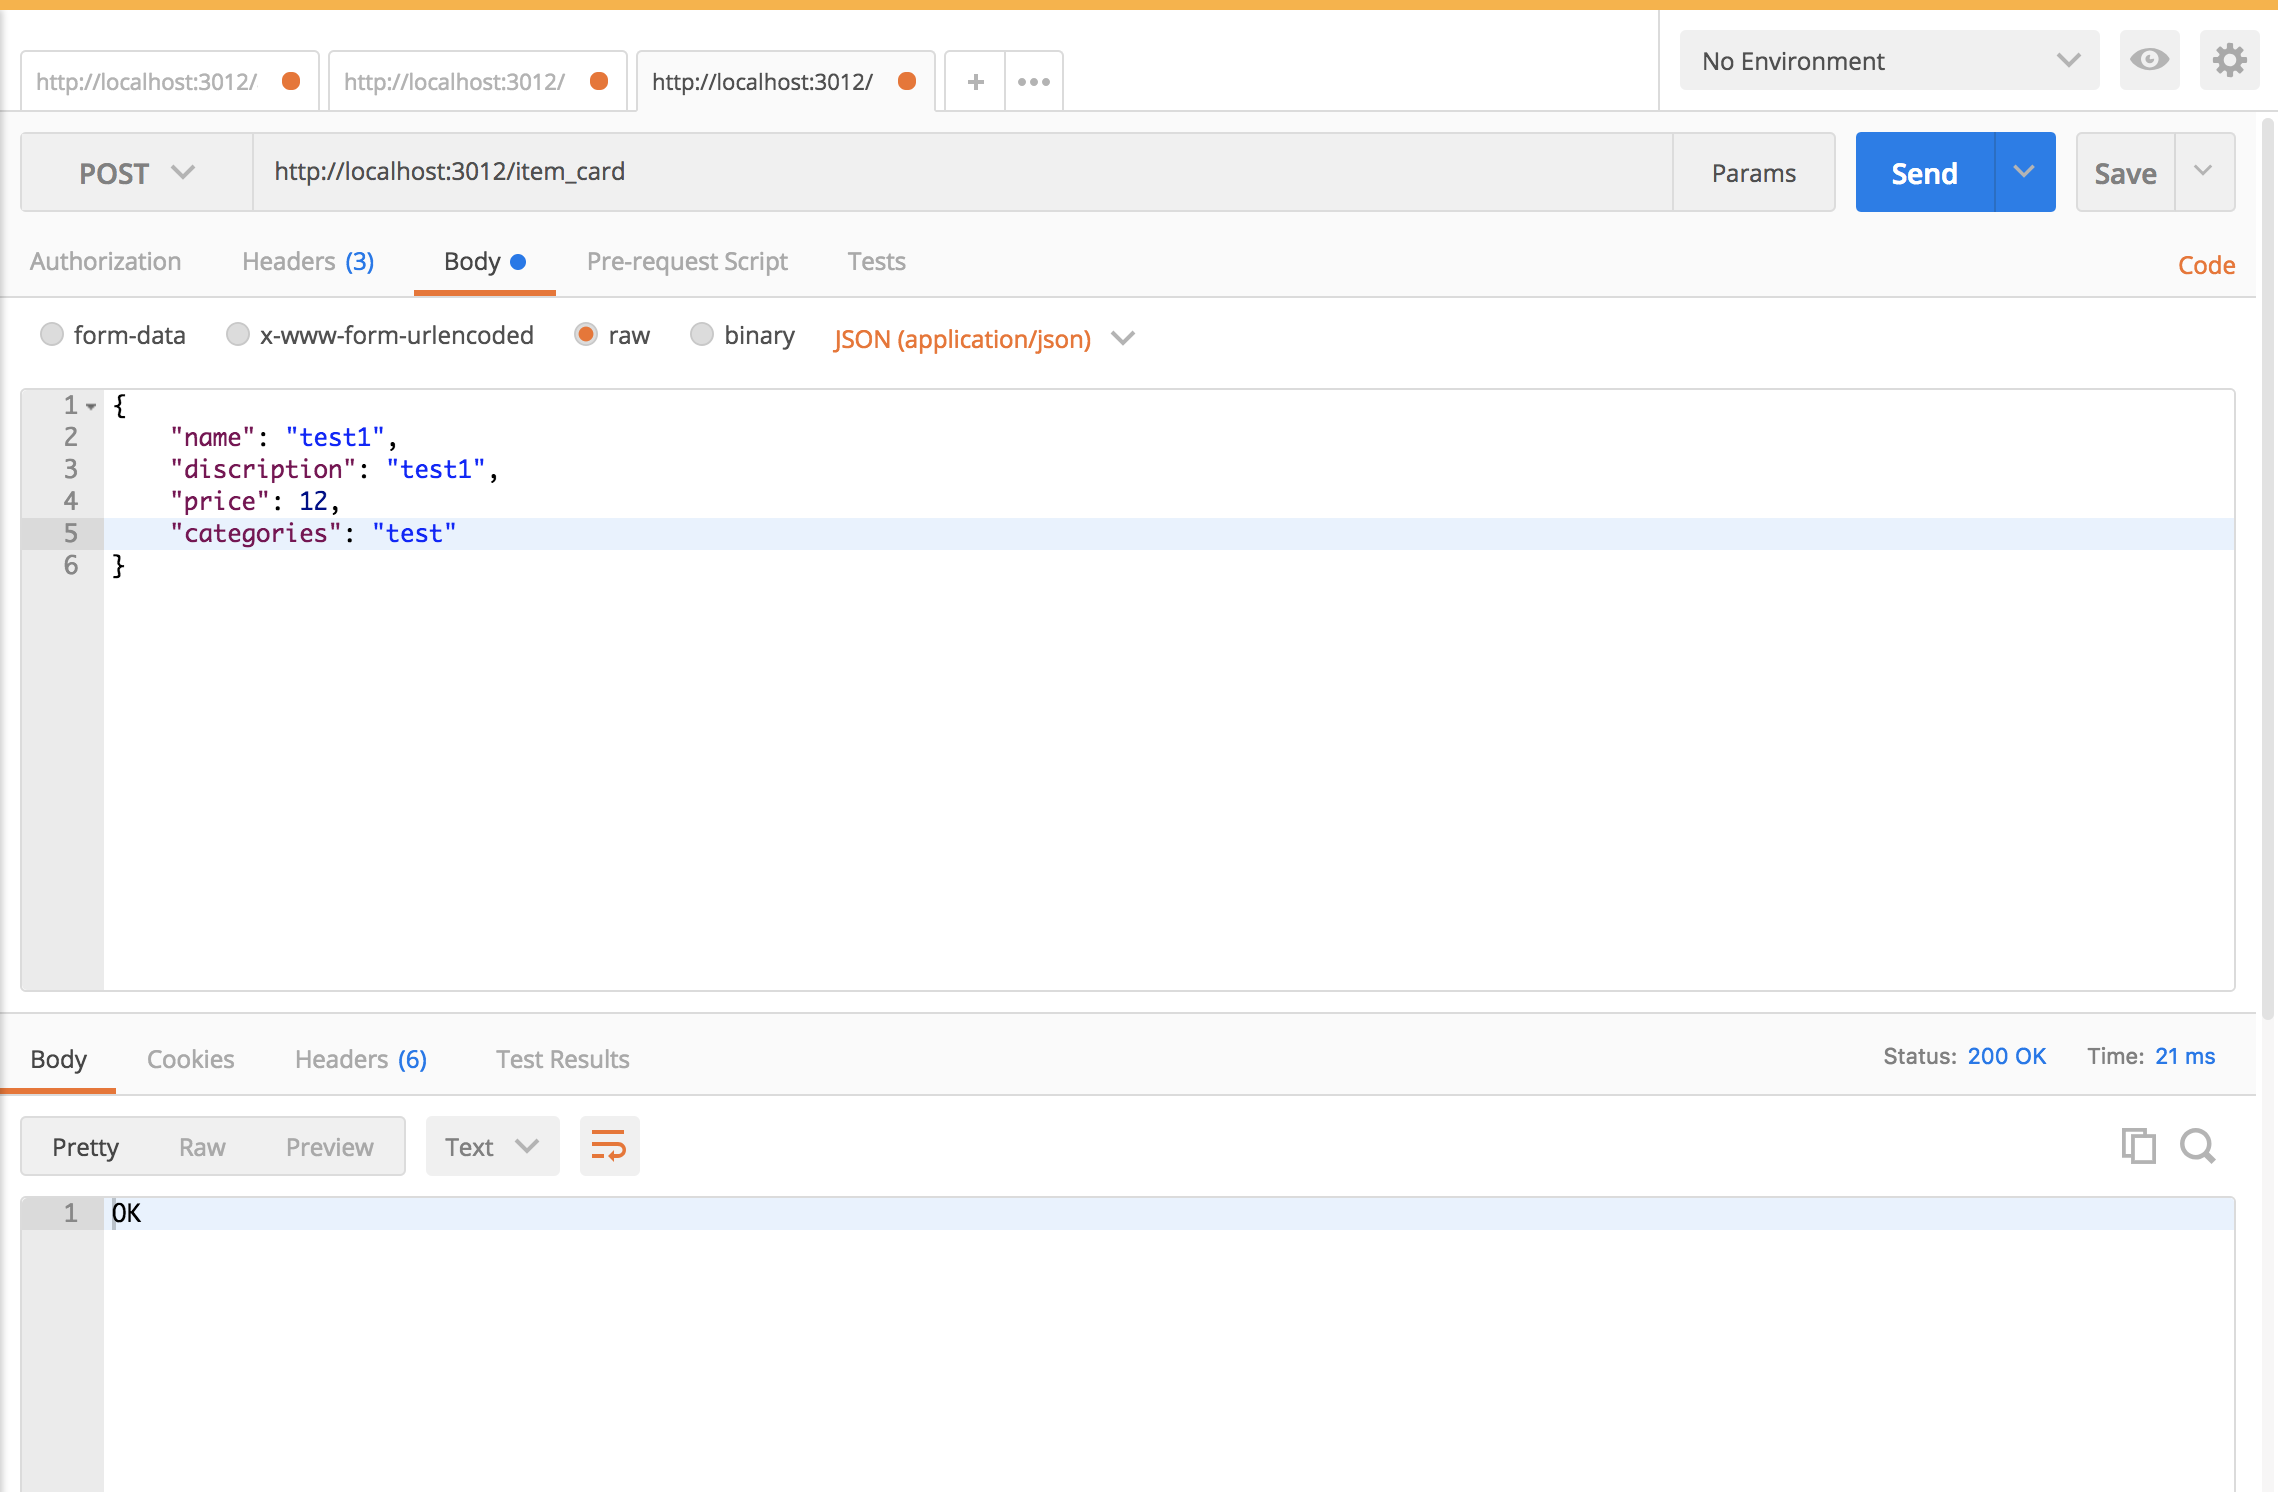 http://localhost:3012/ http://localhost:3012/ http://localhost:3012/ + ••• No Environment
POST http://localhost:3012/item_card Params Send Save
Authorization Headers (3) Body Pre-request Script Tests Code
form-data x-www-form-urlencoded raw binary JSON (application/json)
1 {
2 "name": "test1",
3 "discription": "test1",
4 "price": 12,
5 "categories": "test"
6 }
Body Cookies Headers (6) Test Results Status: 200 OK Time: 21 ms
Pretty Raw Preview Text
1 OK